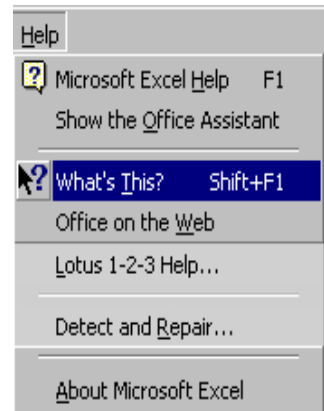 Help
Microsoft Excel Help F1
Show the Office Assistant
What's This? Shift+F1
Office on the Web
Lotus 1-2-3 Help...
Detect and Repair...
About Microsoft Excel